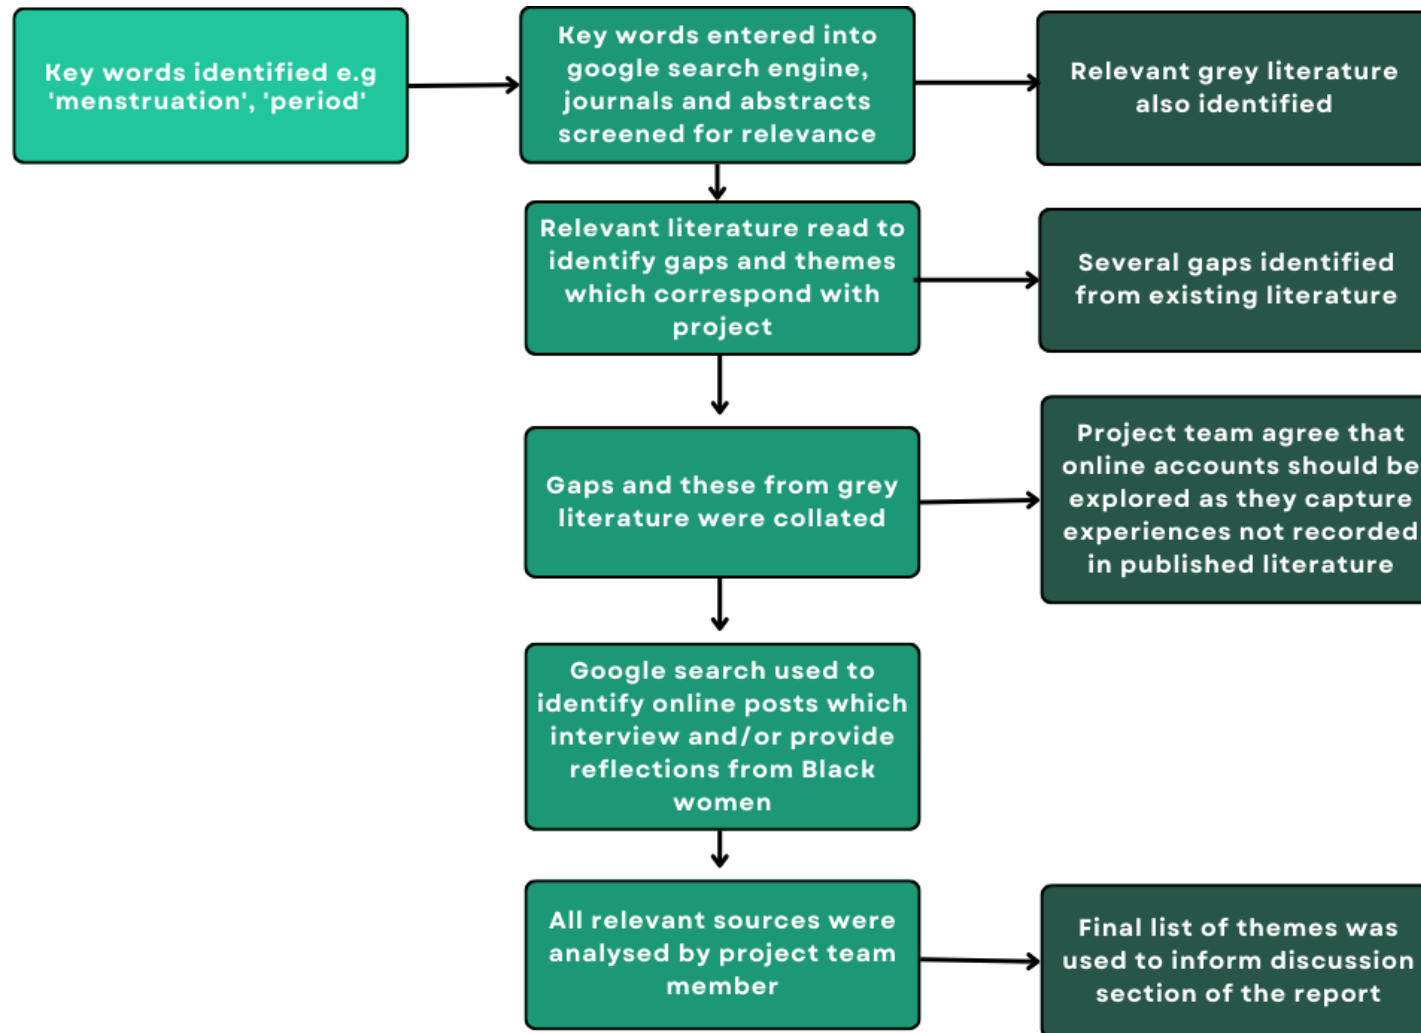 Key words identified e.g
'menstruation', 'period'
Key words entered into
google search engine,
journals and abstracts
screened for relevance
Relevant grey literature
also identified
Relevant literature read to
identify gaps and themes
which correspond with
project
Several gaps identified
from existing literature
Gaps and these from grey
literature were collated
Project team agree that
online accounts should be
explored as they capture
experiences not recorded
in published literature
Google search used to
identify online posts which
interview and/or provide
reflections from Black
women
All relevant sources were
analysed by project team
member
Final list of themes was
used to inform discussion
section of the report